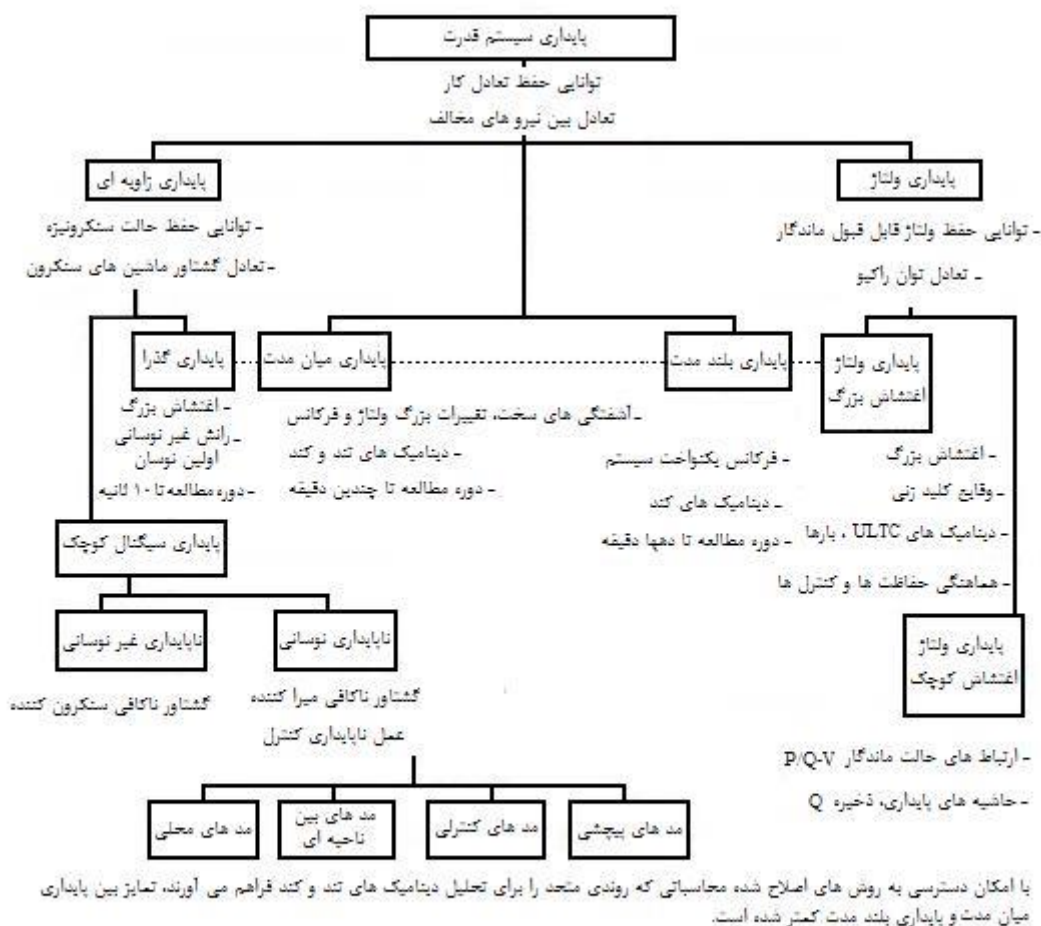 پایداری سیستم قدرت
توانایی حفظ تعادل کار
تعادل بین نیرو های مخالف
پایداری ولتاژ
- توانایی حفظ ولتاژ قابل قبول ماندگار
- تعادل توان راکیو
پایداری زاویه ای
- توانایی حفظ حالت سنکرونیزه
- تعادل گشتاور ماشین های سنکرون
پایداری ولتاژ
اغتشاش بزرگ
- اغتشاش بزرگ
- وقایع کلید زنی
- دینامیک های ULTC ، بارها
- هماهنگی حفاظت ها و کنترل ها
پایداری بلند مدت
- فرکانس یکنواخت سیستم
- دینامیک های کند
- دوره مطالعه تا دهها دقیقه
پایداری میان مدت
- آشفتگی های سخت، تغییرات بزرگ ولتاژ و فرکانس
- دینامیک های تند و کند
- دوره مطالعه تا چندین دقیقه
پایداری گذرا
- اغتشاش بزرگ
- رانش غیر نوسانی
اولین نوسان
- دوره مطالعه تا ۱۰ ثانیه
پایداری سیگنال کوچک
پایداری ولتاژ
اغتشاش کوچک
- ارتباط های حالت ماندگار P/Q-V
- حاشیه های پایداری، ذخیره Q
ناپایداری نوسانی
گشتاور ناکافی میرا کننده
عمل ناپایداری کنترل
ناپایداری غیر نوسانی
گشتاور ناکافی سنکرون کننده
مد های پیچشی
مد های کنترلی
مد های بین
ناحیه ای
مد های محلی
با امکان دسترسی به روش های اصلاح شده محاسباتی که روندی متحد را برای تحلیل دینامیک های تند و کند فراهم می آورند، تمایز بین پایداری
میان مدت و پایداری بلند مدت کمتر شده است.